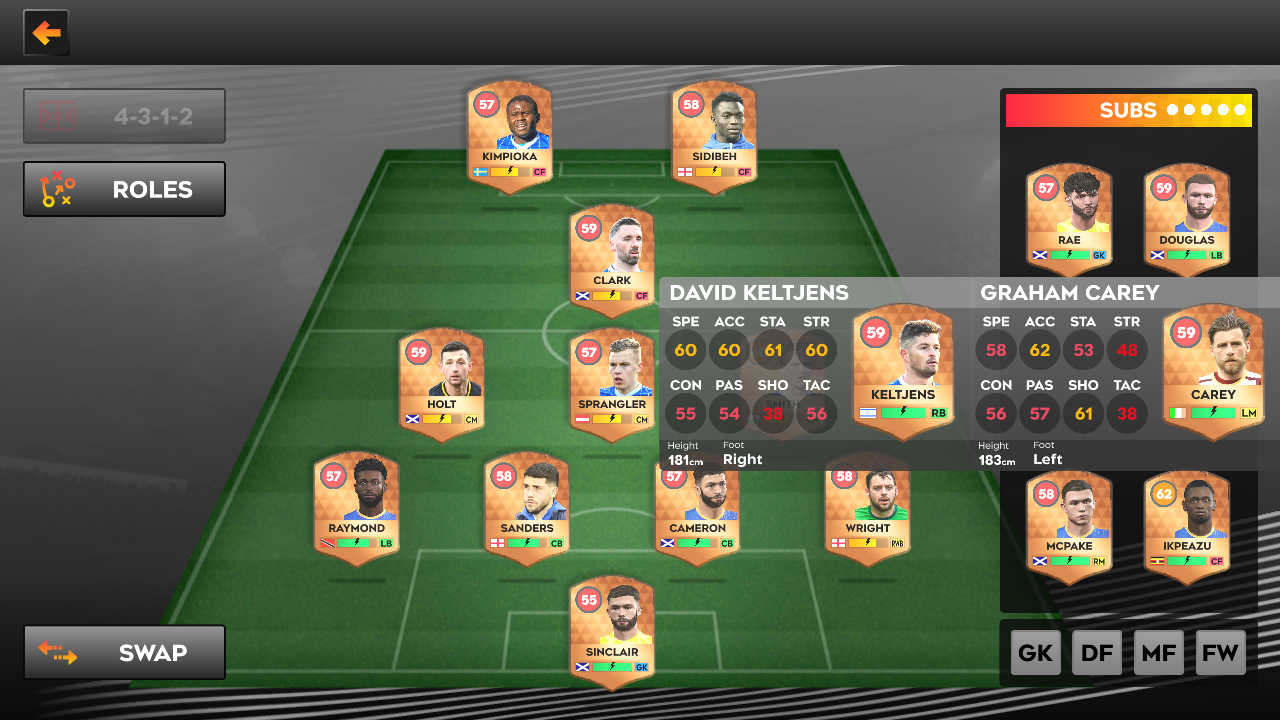 4-3-1-2
ROLES
SUBS
57
KIMPIOKA
CF
58
SIDIBEH
CF
57
RAE
GK
59
DOUGLAS
LB
59
CLARK
CF
DAVID KELTJENS
SPE ACC STA STR
60 60 61 60
CON PAS SHO TAC
55 54 38 56
Height Foot
181cm Right
59
KELTJENS
RB
GRAHAM CAREY
SPE ACC STA STR
58 62 53 48
CON PAS SHO TAC
56 57 61 38
Height Foot
183cm Left
59
CAREY
LM
59
HOLT
CM
57
SPRANGLER
CM
SMITH
57
RAYMOND
LB
58
SANDERS
CB
57
CAMERON
CB
58
WRIGHT
RWB
58
MCPAKE
RM
62
IKPEAZU
CF
55
SINCLAIR
GK
SWAP
GK DF MF FW